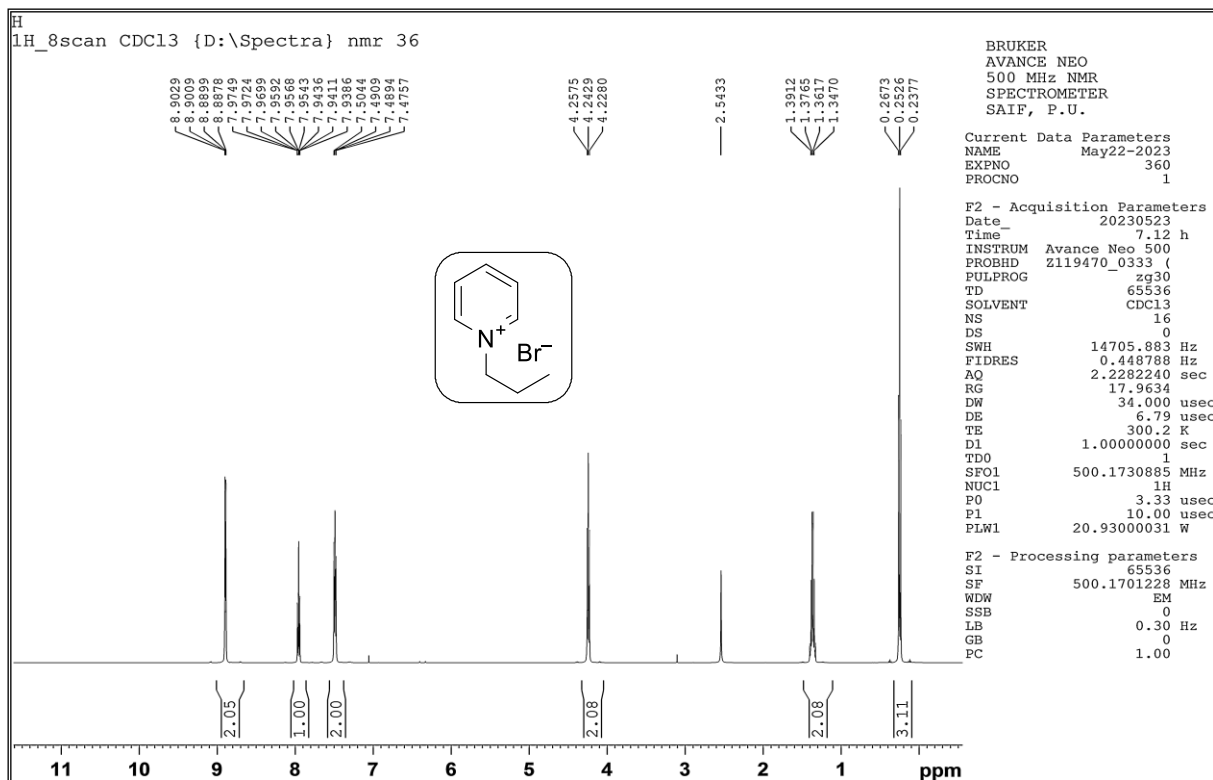 H
1H_8scan CDCl3 {D:\Spectra} nmr 36
8.9029
8.9009
8.8899
8.8878
7.9749
7.9724
7.9699
7.9592
7.9568
7.9543
7.9436
7.9411
7.9386
7.5044
7.4909
7.4894
7.4757
4.2575
4.2429
4.2280
2.5433
1.3912
1.3765
1.3617
1.3470
0.2673
0.2526
0.2377
BRUKER
AVANCE NEO
500 MHz NMR
SPECTROMETER
SAIF, P.U.
Current Data Parameters
NAME May22-2023
EXPNO 360
PROCNO 1
F2 - Acquisition Parameters
Date_ 20230523
Time 7.12 h
INSTRUM Avance Neo 500
PROBHD Z119470_0333 (
PULPROG zg30
TD 65536
SOLVENT CDCl3
NS 16
DS 0
SWH 14705.883 Hz
FIDRES 0.448788 Hz
AQ 2.2282240 sec
RG 17.9634
DW 34.000 usec
DE 6.79 usec
TE 300.2 K
D1 1.00000000 sec
TD0 1
SFO1 500.1730885 MHz
NUC1 1H
P0 3.33 usec
P1 10.00 usec
PLW1 20.93000031 W
F2 - Processing parameters
SI 65536
SF 500.1701228 MHz
WDW EM
SSB 0
LB 0.30 Hz
GB 0
PC 1.00
N+
Br−
2.05
1.00
2.00
2.08
2.08
3.11
11 10 9 8 7 6 5 4 3 2 1 ppm